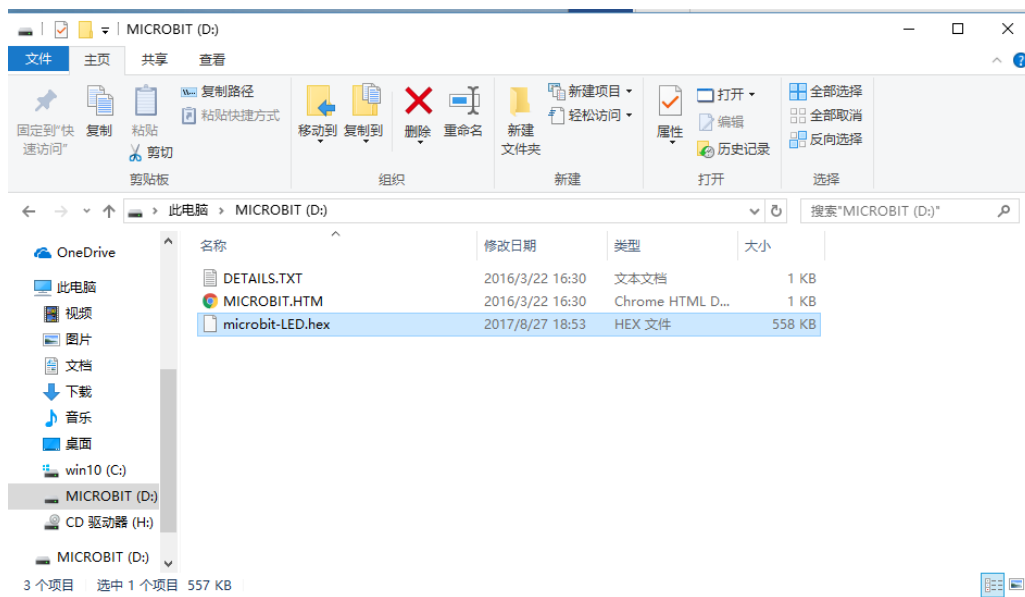 MICROBIT (D:)
文件 主页 共享 查看
固定到"快速访问"
复制
粘贴
复制路径
粘贴快捷方式
剪切
剪贴板
移动到 复制到 删除 重命名
组织
新建文件夹
新建项目
轻松访问
新建
属性
打开
编辑
历史记录
打开
全部选择
全部取消
反向选择
选择
此电脑 > MICROBIT (D:)
搜索"MICROBIT (D:)"
名称 修改日期 类型 大小
DETAILS.TXT 2016/3/22 16:30 文本文档 1 KB
MICROBIT.HTM 2016/3/22 16:30 Chrome HTML D... 1 KB
microbit-LED.hex 2017/8/27 18:53 HEX 文件 558 KB
OneDrive
此电脑
视频
图片
文档
下载
音乐
桌面
win10 (C:)
MICROBIT (D:)
CD 驱动器 (H:)
MICROBIT (D:)
3 个项目 选中 1 个项目 557 KB